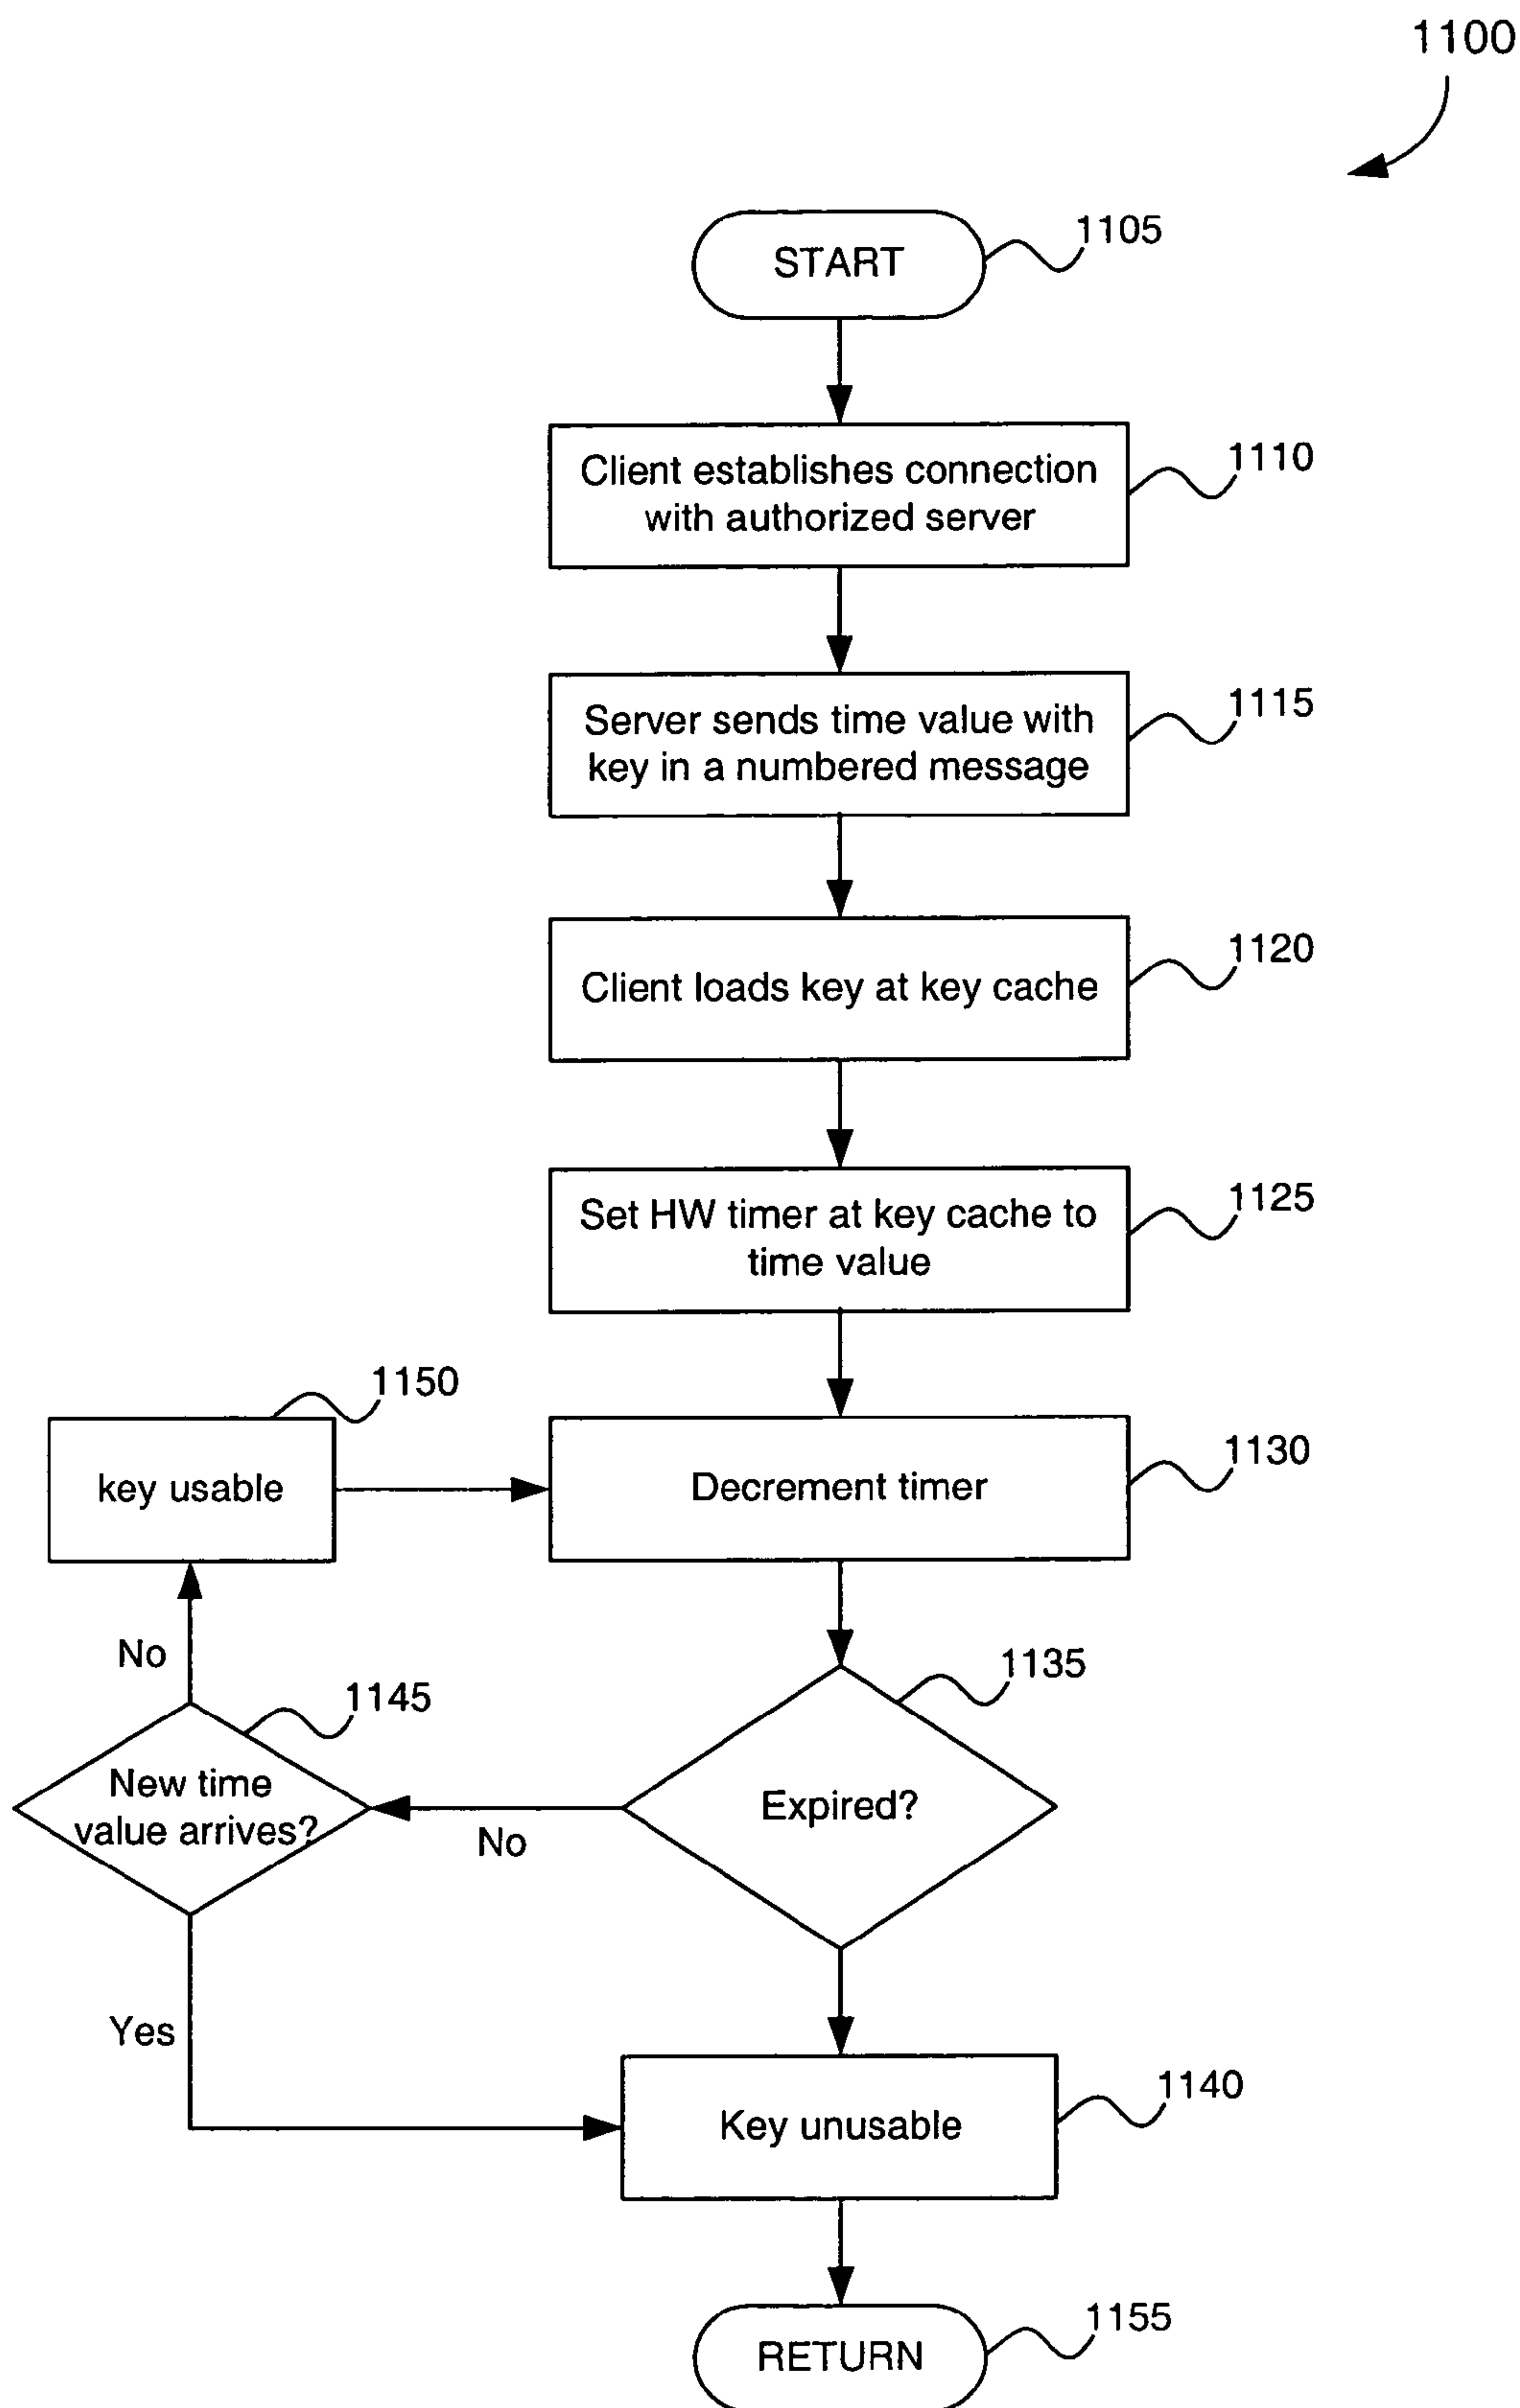 1100
START
1105
Client establishes connection
with authorized server
1110
Server sends time value with
key in a numbered message
1115
Client loads key at key cache
1120
Set HW timer at key cache to
time value
1125
1150
key usable
Decrement timer
1130
No
1135
1145
New time
value arrives?
Expired?
No
Yes
1140
Key unusable
1155
RETURN